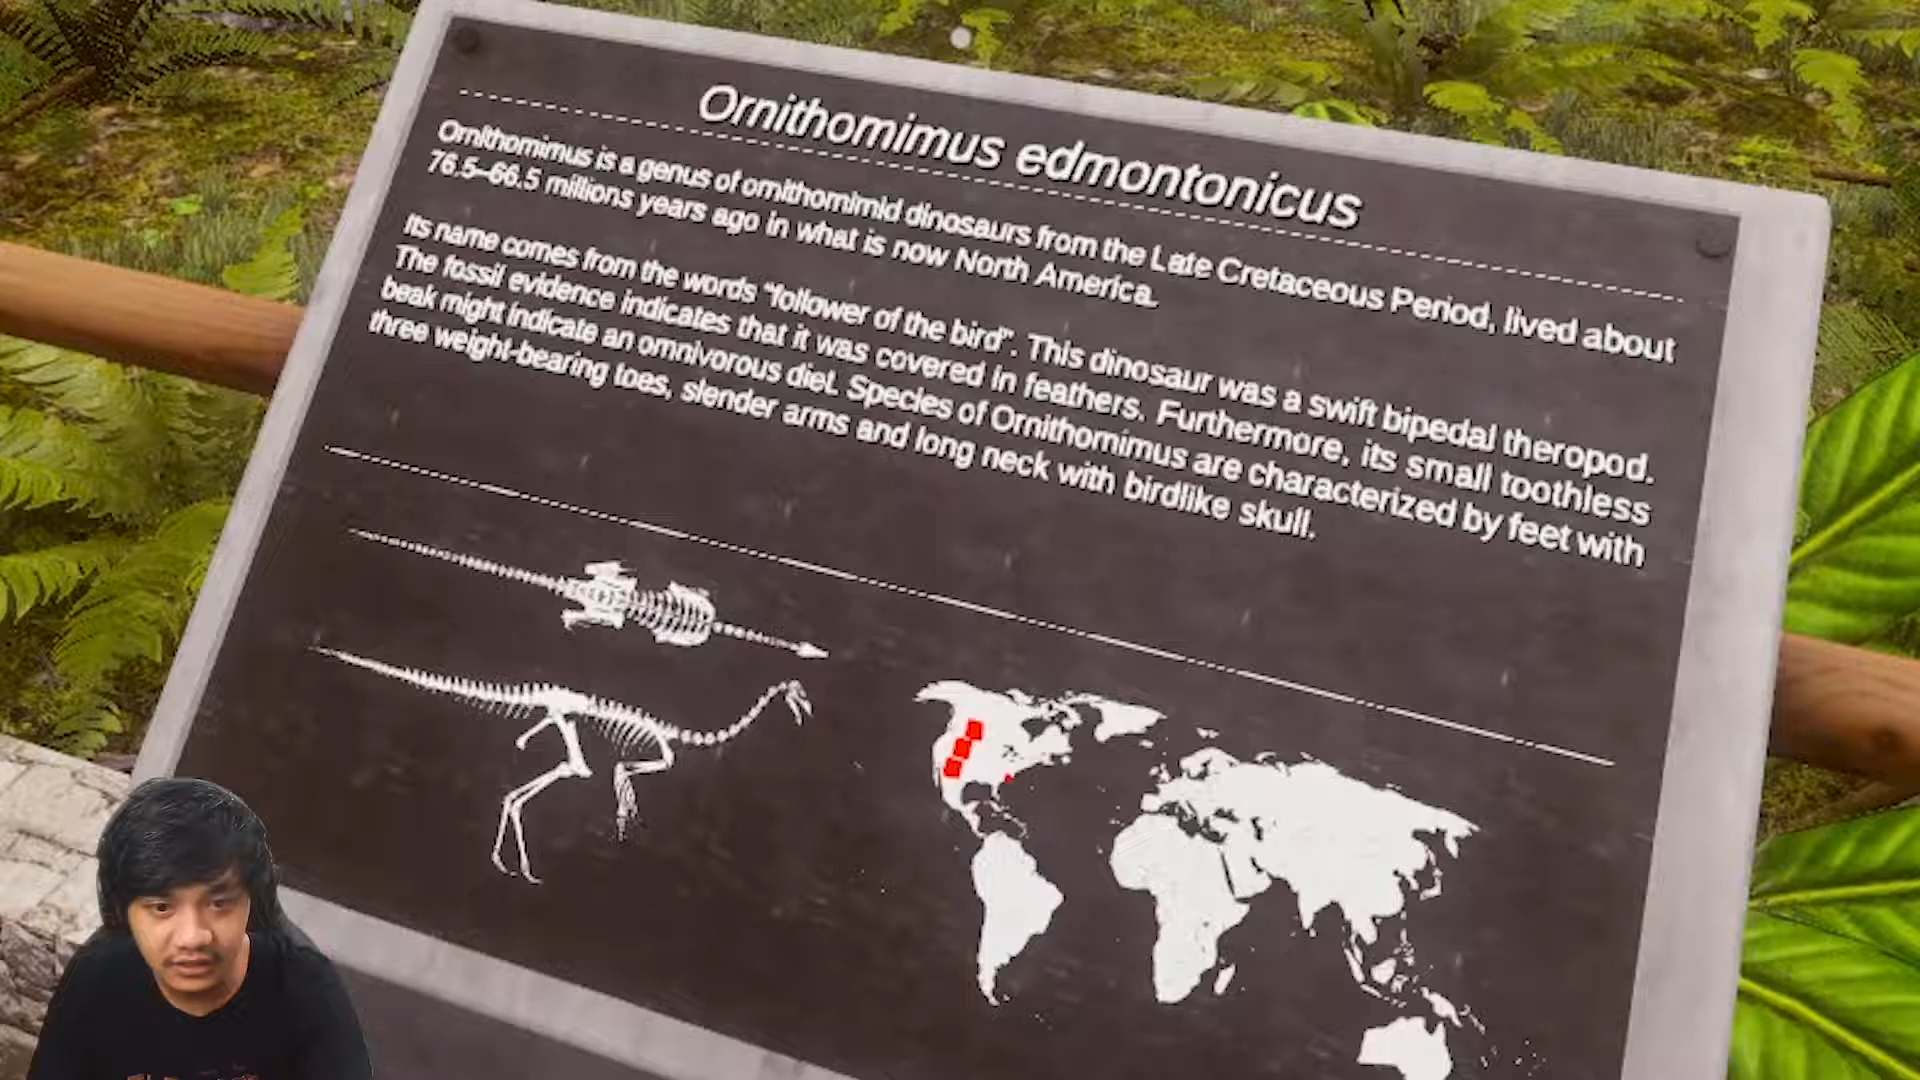 Ornithomimus edmontonicus
Ornithomimus is a genus of ornithomimid dinosaurs from the Late Cretaceous Period, lived about
76.5–66.5 millions years ago in what is now North America.
Its name comes from the words "follower of the bird". This dinosaur was a swift bipedal theropod.
The fossil evidence indicates that it was covered in feathers. Furthermore, its small toothless
beak might indicate an omnivorous diet. Species of Ornithomimus are characterized by feet with
three weight-bearing toes, slender arms and long neck with birdlike skull.